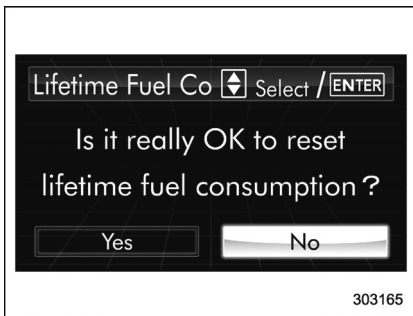 Lifetime Fuel Co Select / ENTER
Is it really OK to reset
lifetime fuel consumption ?
Yes No
303165